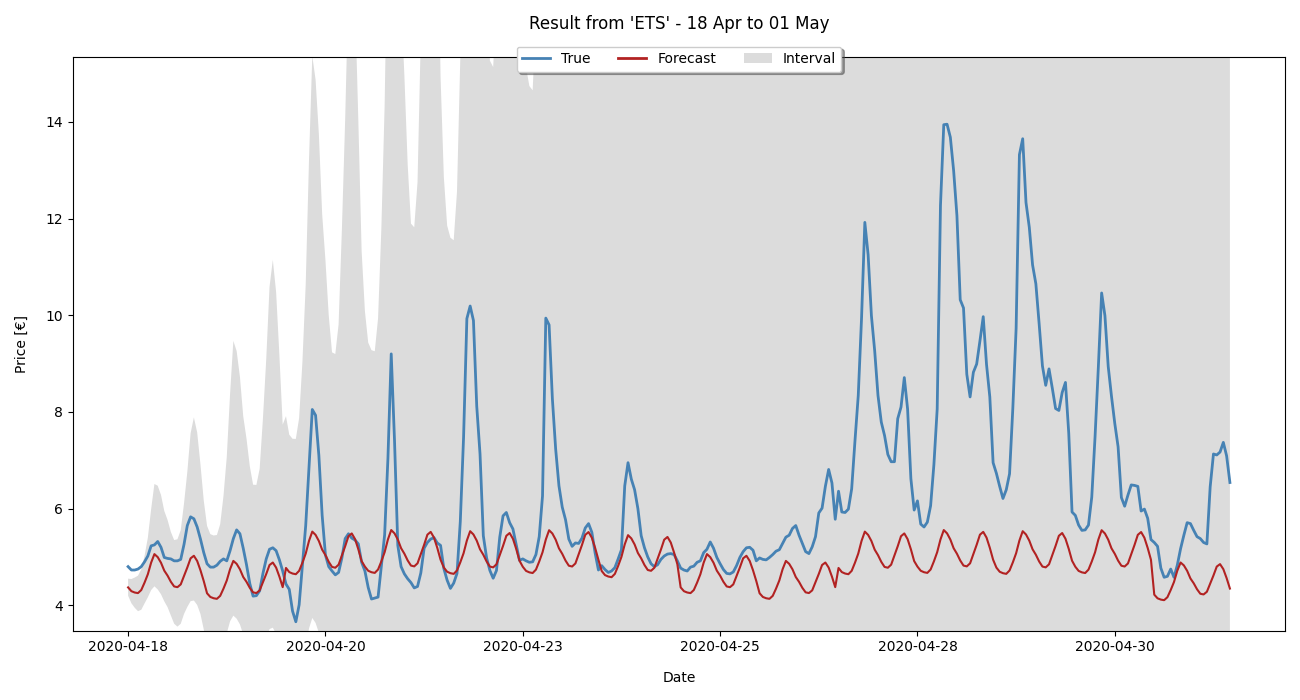 Result from 'ETS' - 18 Apr to 01 May
True Forecast Interval
Price [€]
14
12
10
8
6
4
2020-04-18 2020-04-20 2020-04-23 2020-04-25 2020-04-28 2020-04-30
Date